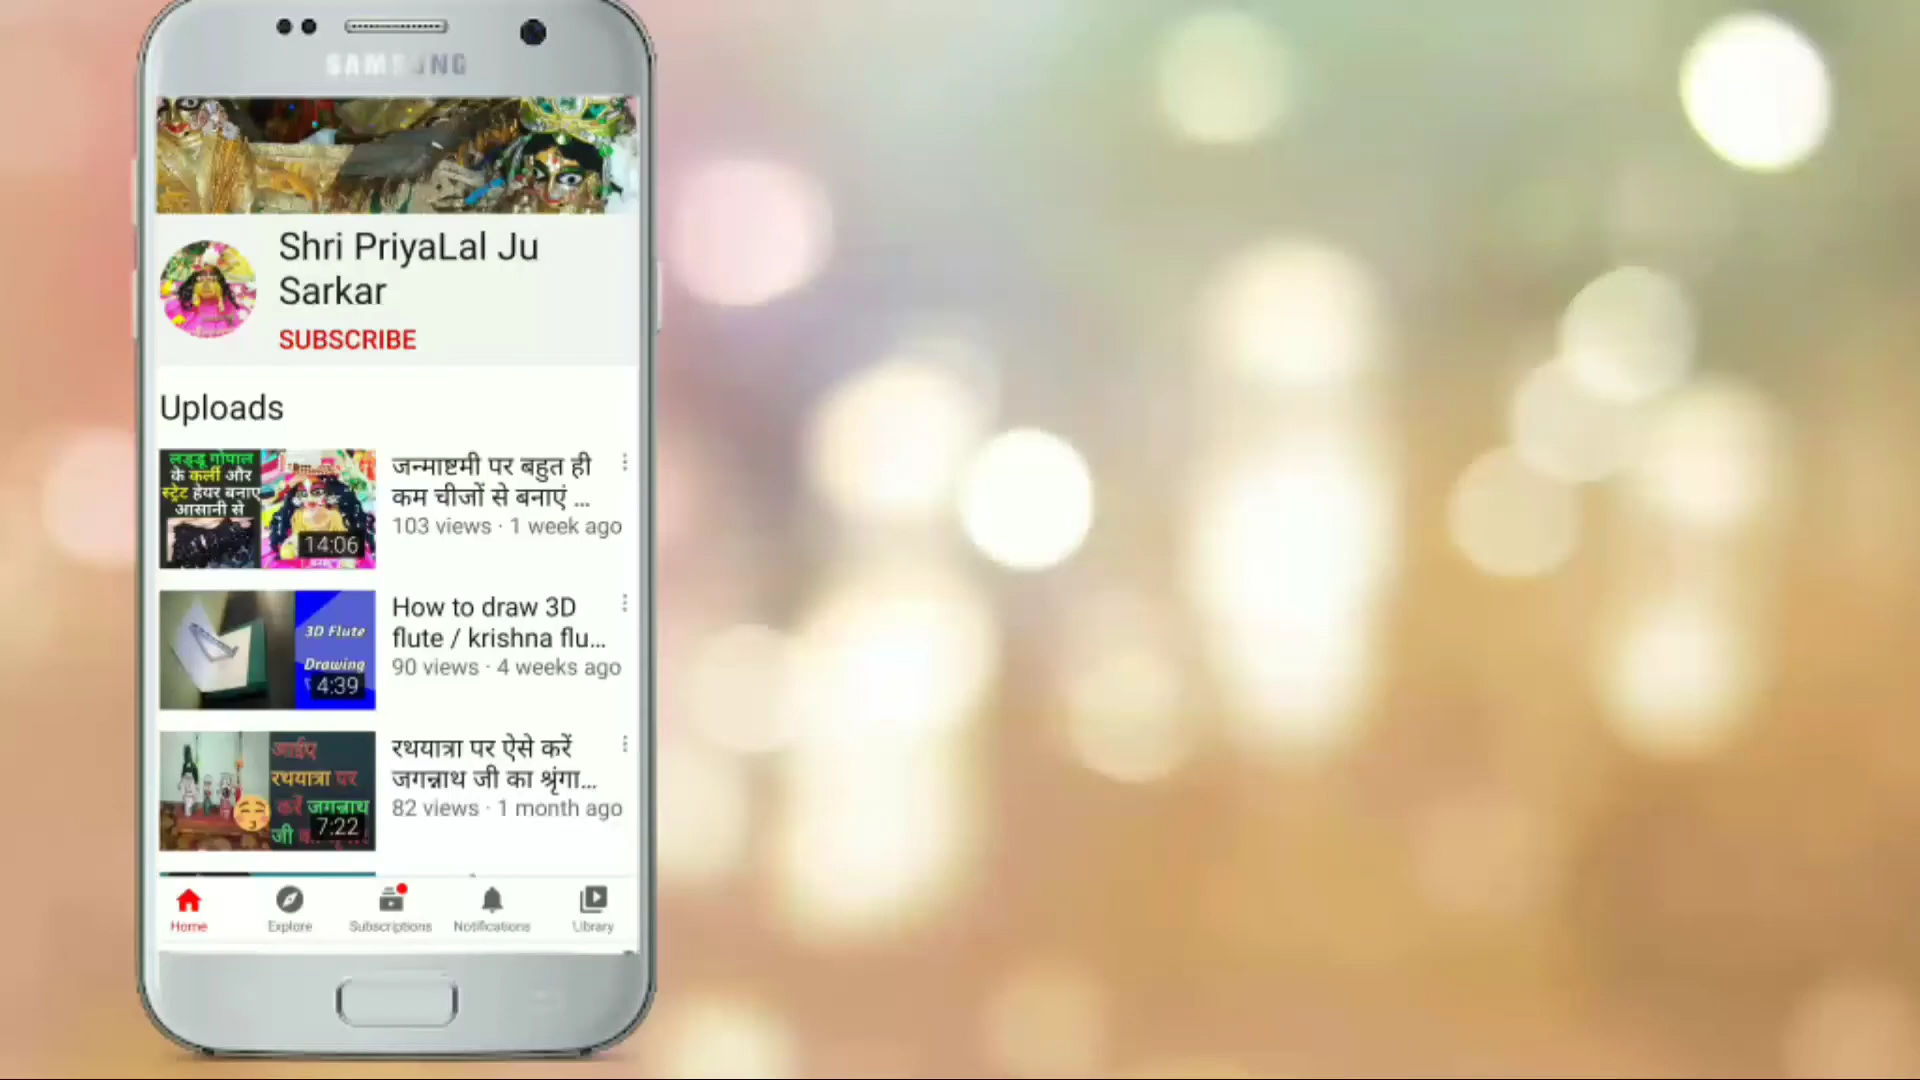 SAMSUNG
Shri PriyaLal Ju
Sarkar
SUBSCRIBE
Uploads
लड्डू गोपाल
के कर्ली और
स्ट्रेट हेयर बनाए
आसानी से
14:06
जन्माष्टमी पर बहुत ही
कम चीजों से बनाएं ...
103 views · 1 week ago
3D Flute
Drawing
4:39
How to draw 3D
flute / krishna flu...
90 views · 4 weeks ago
आईए
रथयात्रा पर
करें जगन्नाथ
जी
7:22
रथयात्रा पर ऐसे करें
जगन्नाथ जी का श्रृंगा...
82 views · 1 month ago
Home
Explore
Subscriptions
Notifications
Library